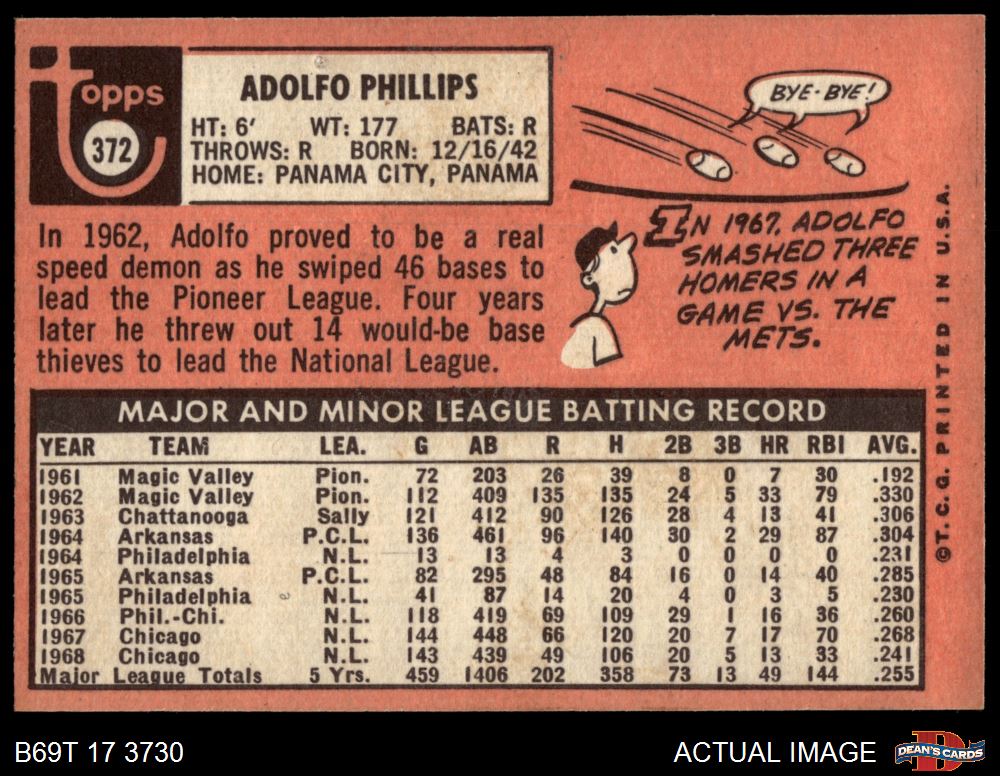 topps
372
ADOLFO PHILLIPS
HT: 6' WT: 177 BATS: R
THROWS: R BORN: 12/16/42
HOME: PANAMA CITY, PANAMA
In 1962, Adolfo proved to be a real
speed demon as he swiped 46 bases to
lead the Pioneer League. Four years
later he threw out 14 would-be base
thieves to lead the National League.
BYE-BYE!
IN 1967, ADOLFO
SMASHED THREE
HOMERS IN A
GAME VS. THE
METS.
MAJOR AND MINOR LEAGUE BATTING RECORD
YEAR TEAM LEA. G AB R H 2B 3B HR RBI AVG.
1961 Magic Valley Pion. 72 203 26 39 8 0 7 30 .192
1962 Magic Valley Pion. 112 409 135 135 24 5 33 79 .330
1963 Chattanooga Sally 121 412 90 126 28 4 13 41 .306
1964 Arkansas P.C.L. 136 461 96 140 30 2 29 87 .304
1964 Philadelphia N.L. 13 13 4 3 0 0 0 0 .231
1965 Arkansas P.C.L. 82 295 48 84 16 0 14 40 .285
1965 Philadelphia N.L. 41 87 14 20 4 0 3 5 .230
1966 Phil.-Chi. N.L. 118 419 69 109 29 1 16 36 .260
1967 Chicago N.L. 144 448 66 120 20 7 17 70 .268
1968 Chicago N.L. 143 439 49 106 20 5 13 33 .241
Major League Totals 5 Yrs. 459 1406 202 358 73 13 49 144 .255
©T.C.G. PRINTED IN U.S.A.
B69T 17 3730
ACTUAL IMAGE
D
DEAN'S CARDS